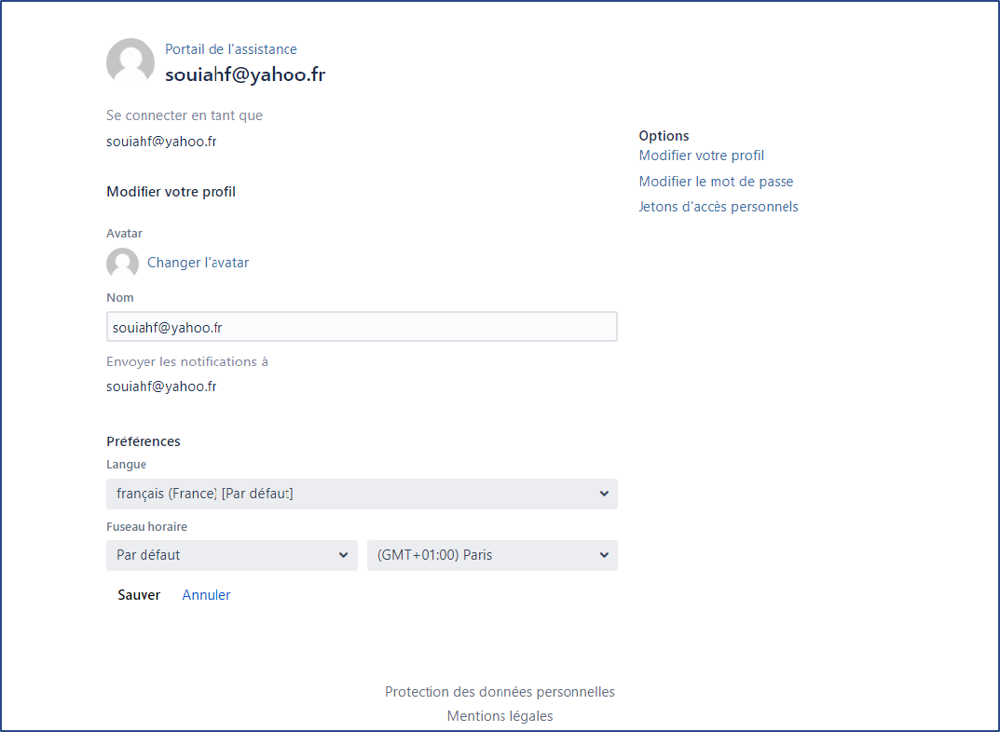 Portail de l'assistance
souiahf@yahoo.fr
Se connecter en tant que
souiahf@yahoo.fr
Modifier votre profil
Avatar
Changer l'avatar
Nom
souiahf@yahoo.fr
Envoyer les notifications à
souiahf@yahoo.fr
Préférences
Langue
français (France) [Par défaut]
Fuseau horaire
Par défaut
(GMT+01:00) Paris
Sauver Annuler
Options
Modifier votre profil
Modifier le mot de passe
Jetons d'accès personnels
Protection des données personnelles
Mentions légales